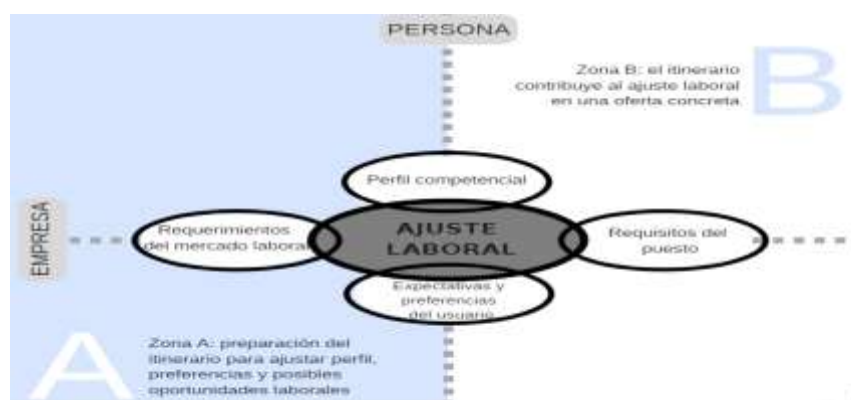 PERSONA
Zona B: el itinerario
contribuye al ajuste laboral
en una oferta concreta
B
Perfil competencial
EMPRESA
Requerimientos
del mercado laboral
AJUSTE
LABORAL
Requisitos del
puesto
Expectativas y
preferencias
del usuario
A
Zona A: preparación del
itinerario para ajustar perfil,
preferencias y posibles
oportunidades laborales